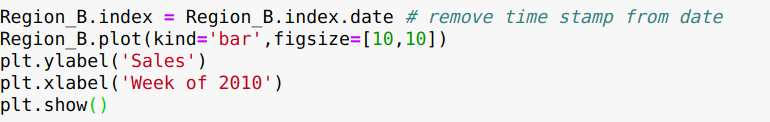 Region_B.index = Region_B.index.date # remove time stamp from date
Region_B.plot(kind='bar',figsize=[10,10])
plt.ylabel('Sales')
plt.xlabel('Week of 2010')
plt.show()